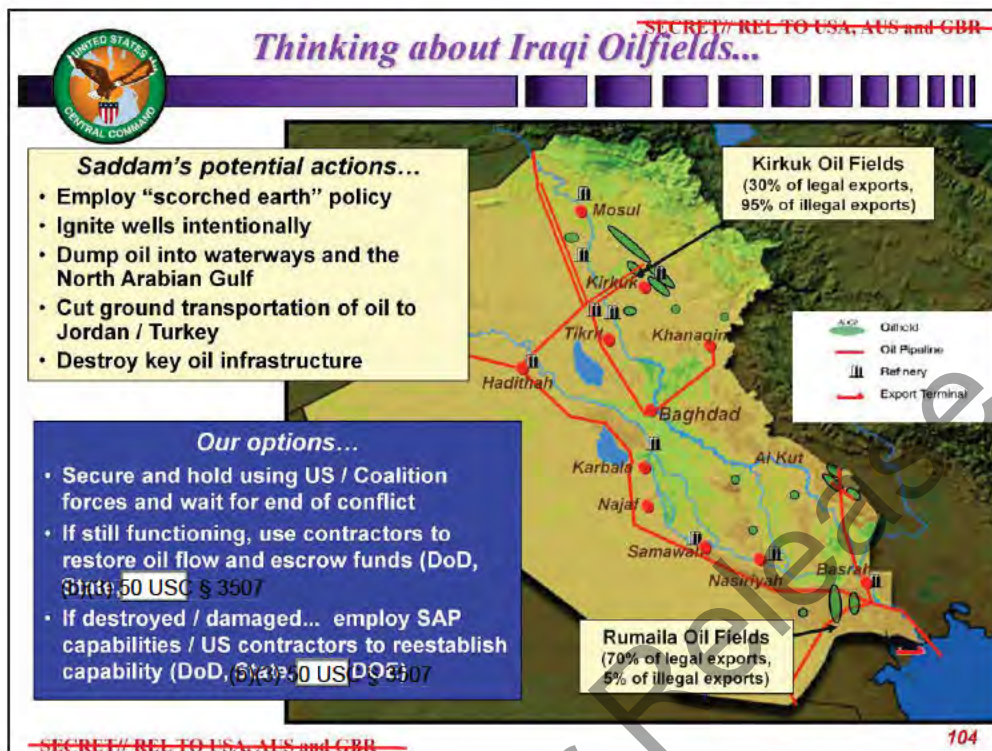 SECRET// REL TO USA, AUS and GBR
Thinking about Iraqi Oilfields...
UNITED STATES
CENTRAL COMMAND
Saddam's potential actions…
• Employ "scorched earth" policy
• Ignite wells intentionally
• Dump oil into waterways and the
North Arabian Gulf
• Cut ground transportation of oil to
Jordan / Turkey
• Destroy key oil infrastructure
Kirkuk Oil Fields
(30% of legal exports,
95% of illegal exports)
Mosul
Kirkuk
Tikrit
Khanaqin
Hadithah
Baghdad
Oilfield
Oil Pipeline
Refinery
Export Terminal
Our options…
• Secure and hold using US / Coalition
forces and wait for end of conflict
• If still functioning, use contractors to
restore oil flow and escrow funds (DoD,
State, 50 USC § 3507
• If destroyed / damaged... employ SAP
capabilities / US contractors to reestablish
capability (DoD, State, (b)(3) 50 USC § 3507 DOE)
Karbala
Al Kut
Najaf
Samawah
Nasiriyah
Basrah
Rumaila Oil Fields
(70% of legal exports,
5% of illegal exports)
Release
SECRET// REL TO USA, AUS and GBR
104